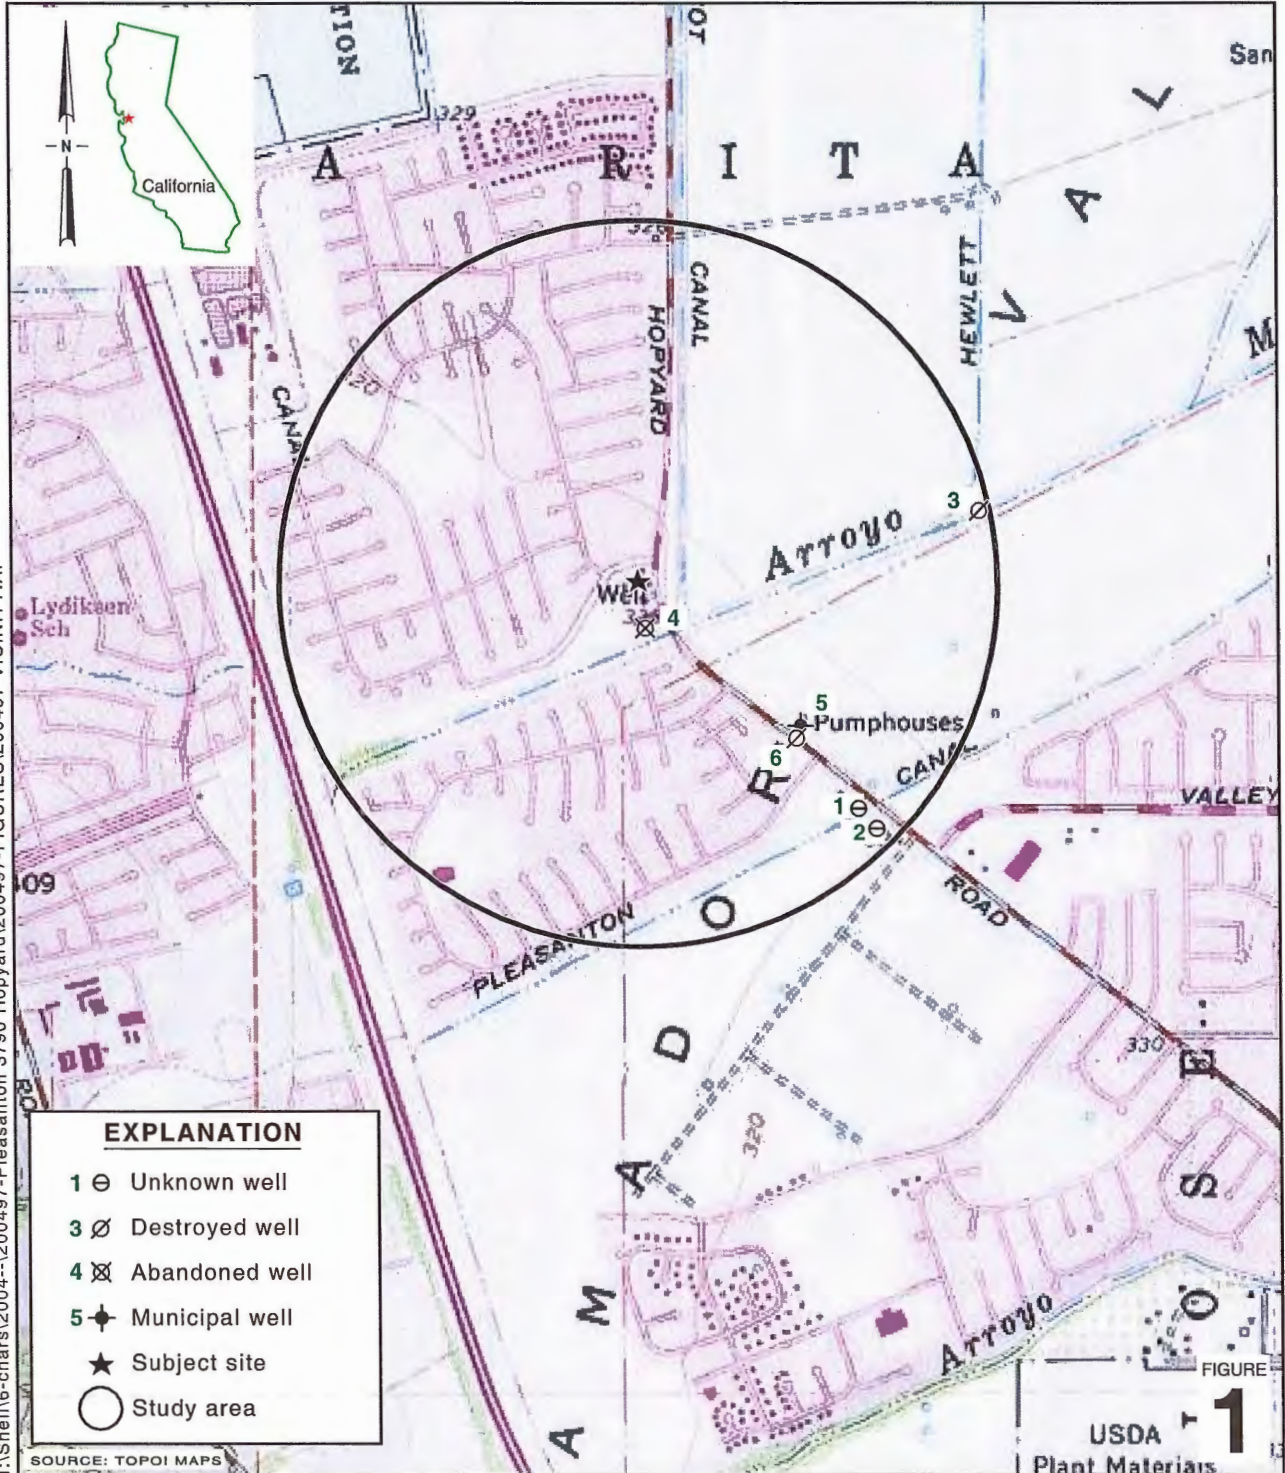 N
California
TION
OT
San
329
A R I T A
V A L
HEWLETT
CANAL
HOPYARD
CANAL
320
M
3
Arroyo
Well
4
Lydiksen
Sch
5
Pumphouses
6
R
CANAL
1
2
VALLEY
409
O
ROAD
PLEASANTON
D
330
E
320
A
S
M
O
Arroyo
A
T
USDA
Plant Materials
EXPLANATION
1 Unknown well
3 Destroyed well
4 Abandoned well
5 Municipal well
Subject site
Study area
SOURCE: TOPO! MAPS
FIGURE
1